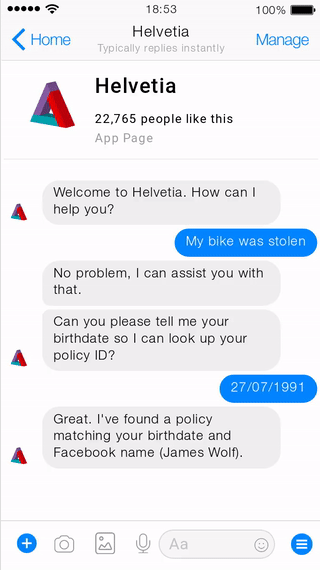 18:53
100%
Home
Helvetia
Typically replies instantly
Manage
Helvetia
22,765 people like this
App Page
Welcome to Helvetia. How can I
help you?
My bike was stolen
No problem, I can assist you with
that.
Can you please tell me your
birthdate so I can look up your
policy ID?
27/07/1991
Great. I've found a policy
matching your birthdate and
Facebook name (James Wolf).
Aa